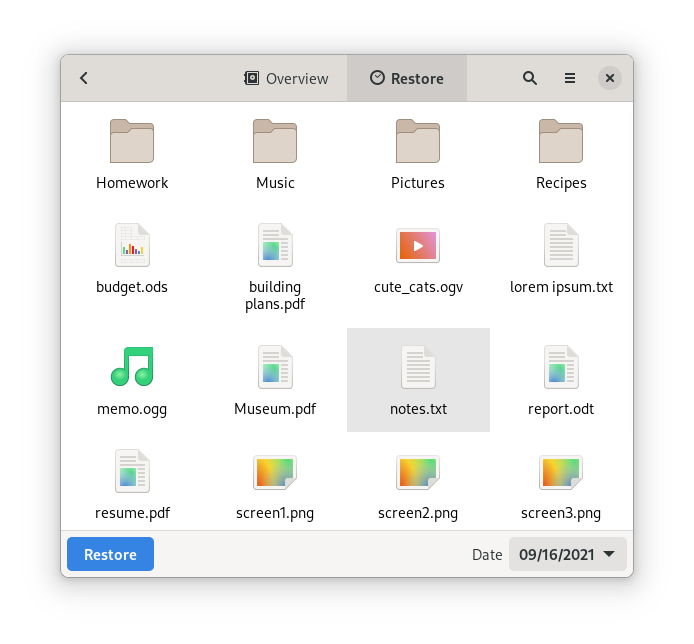 Overview
Restore
Homework
Music
Pictures
Recipes
budget.ods
building
plans.pdf
cute_cats.ogv
lorem ipsum.txt
memo.ogg
Museum.pdf
notes.txt
report.odt
resume.pdf
screen1.png
screen2.png
screen3.png
Restore
Date
09/16/2021